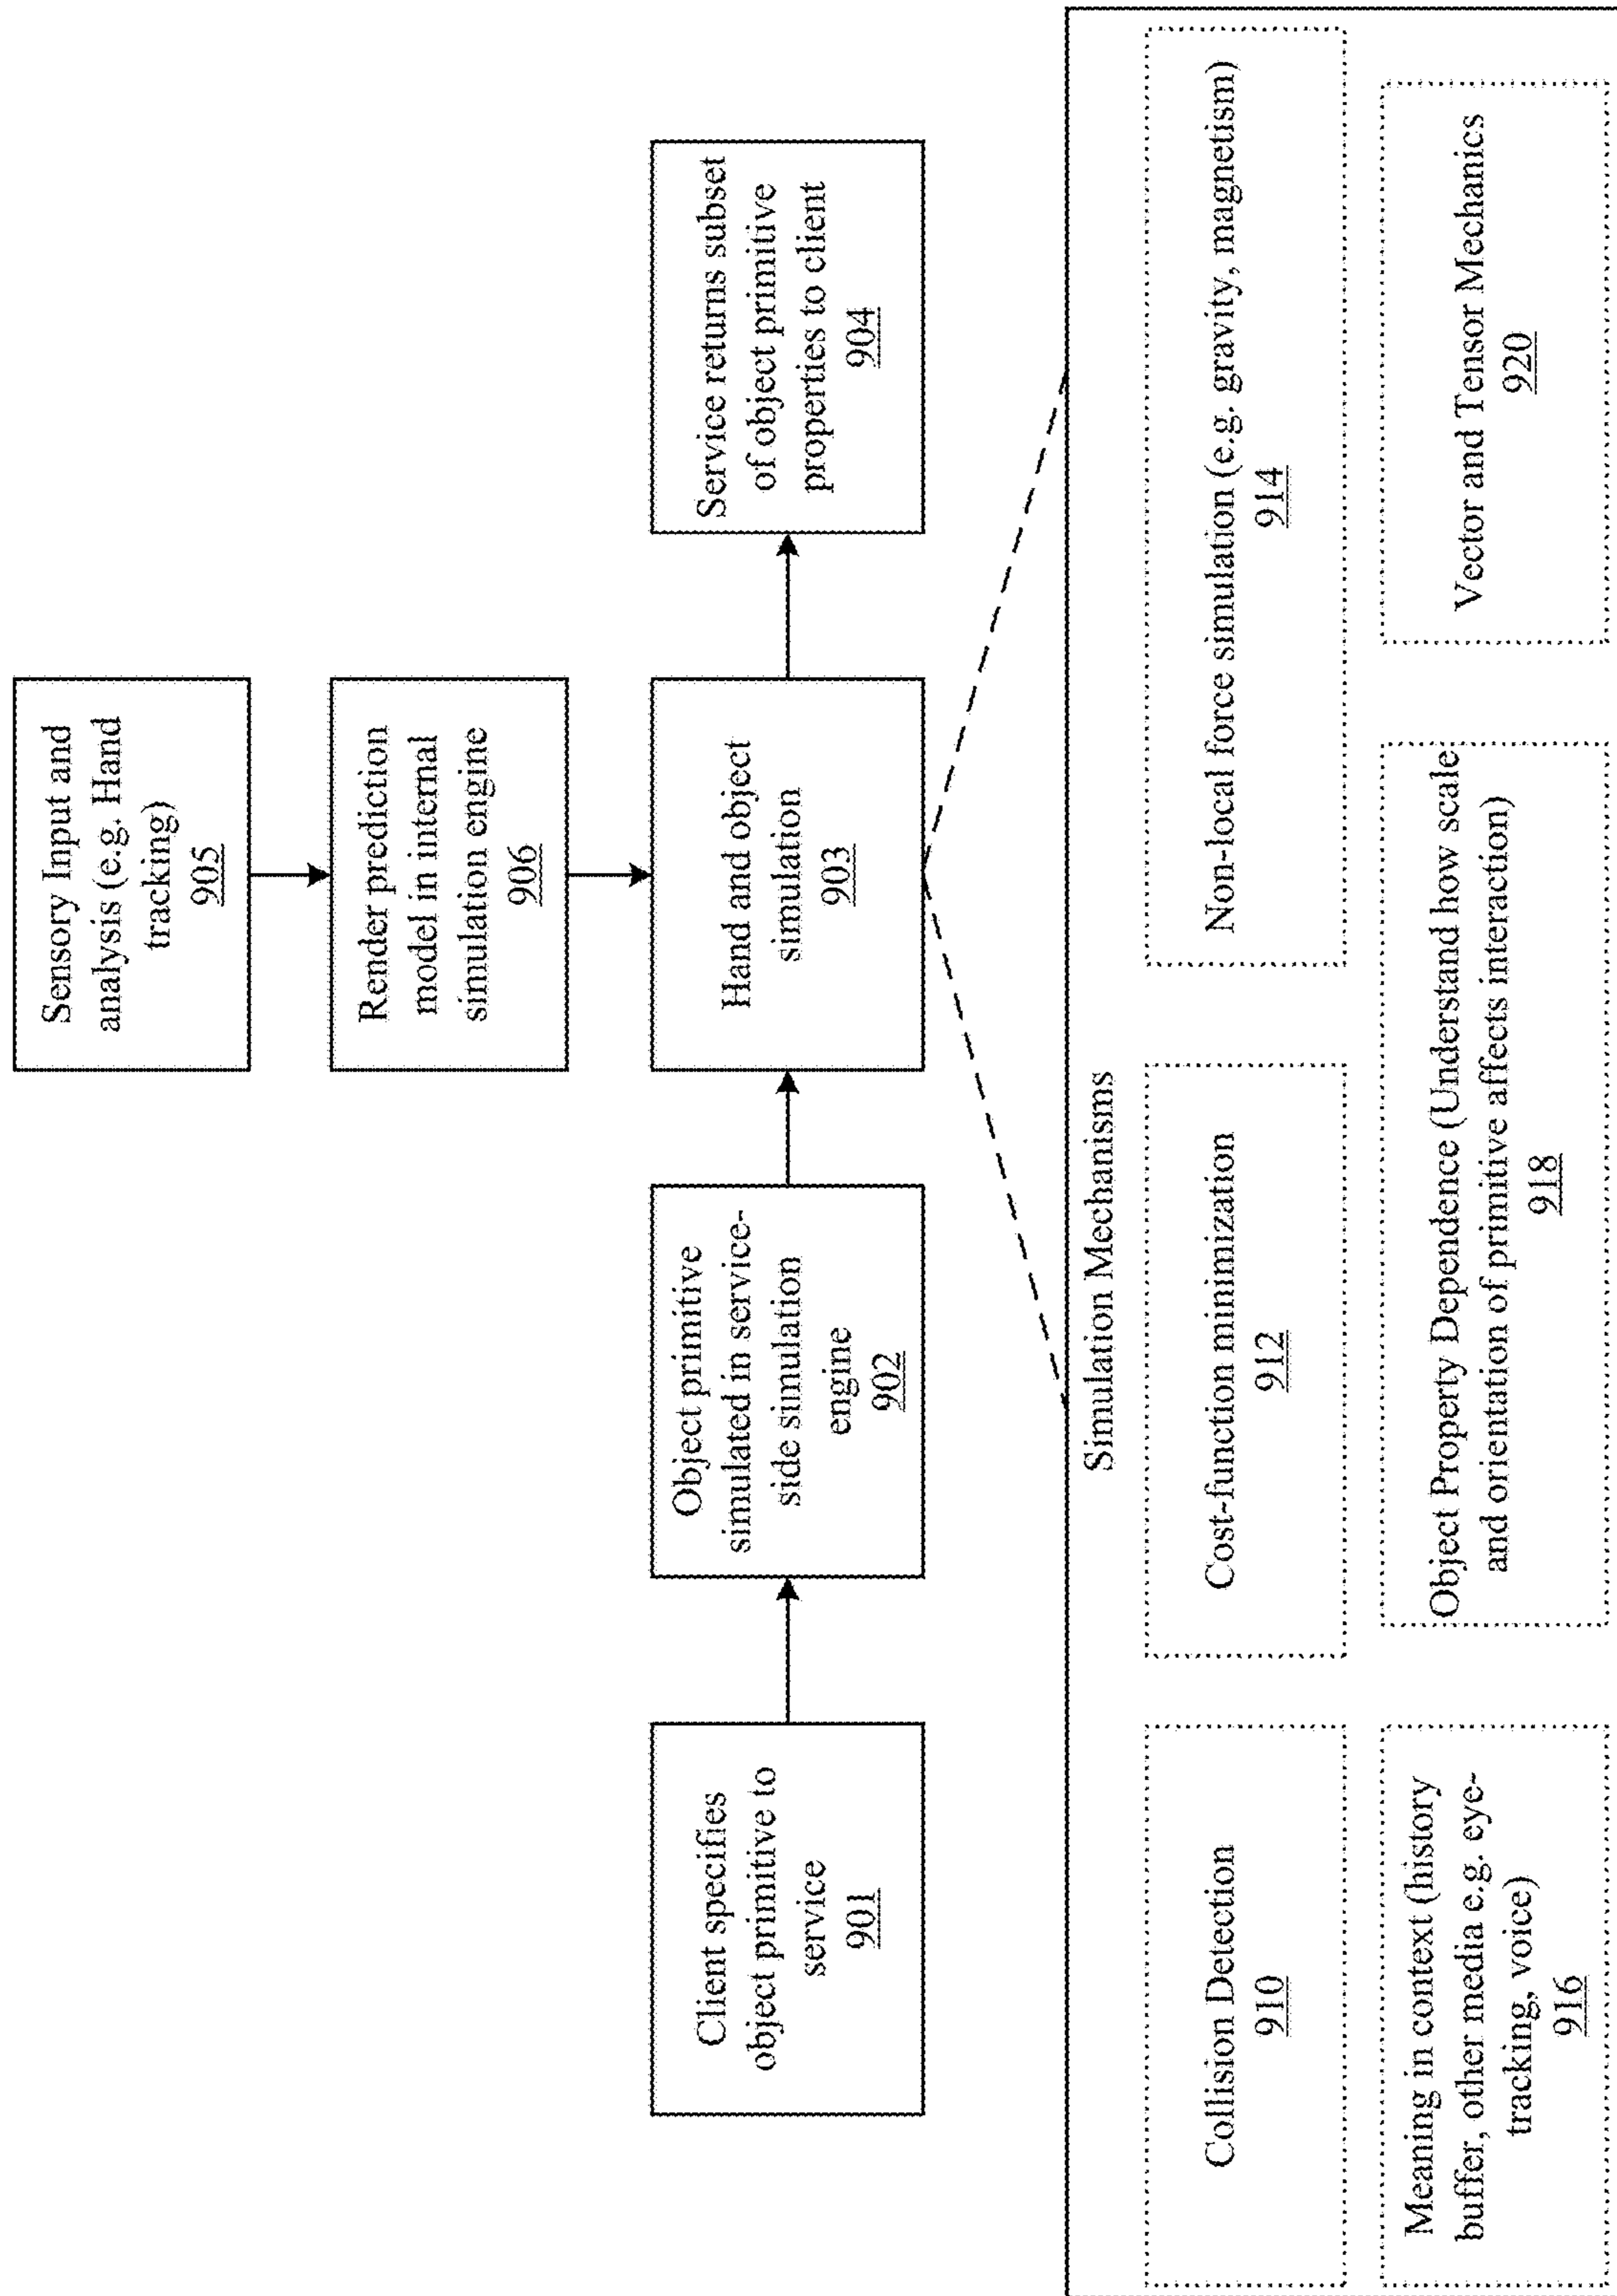 Sensory Input and
analysis (e.g. Hand
tracking)
905
Render prediction
model in internal
simulation engine
906
Client specifies
object primitive to
service
901
Object primitive
simulated in service-
side simulation
engine
902
Hand and object
simulation
903
Service returns subset
of object primitive
properties to client
904
Simulation Mechanisms
Collision Detection
910
Cost-function minimization
912
Non-local force simulation (e.g. gravity, magnetism)
914
Meaning in context (history
buffer, other media e.g. eye-
tracking, voice)
916
Object Property Dependence (Understand how scale
and orientation of primitive affects interaction)
918
Vector and Tensor Mechanics
920